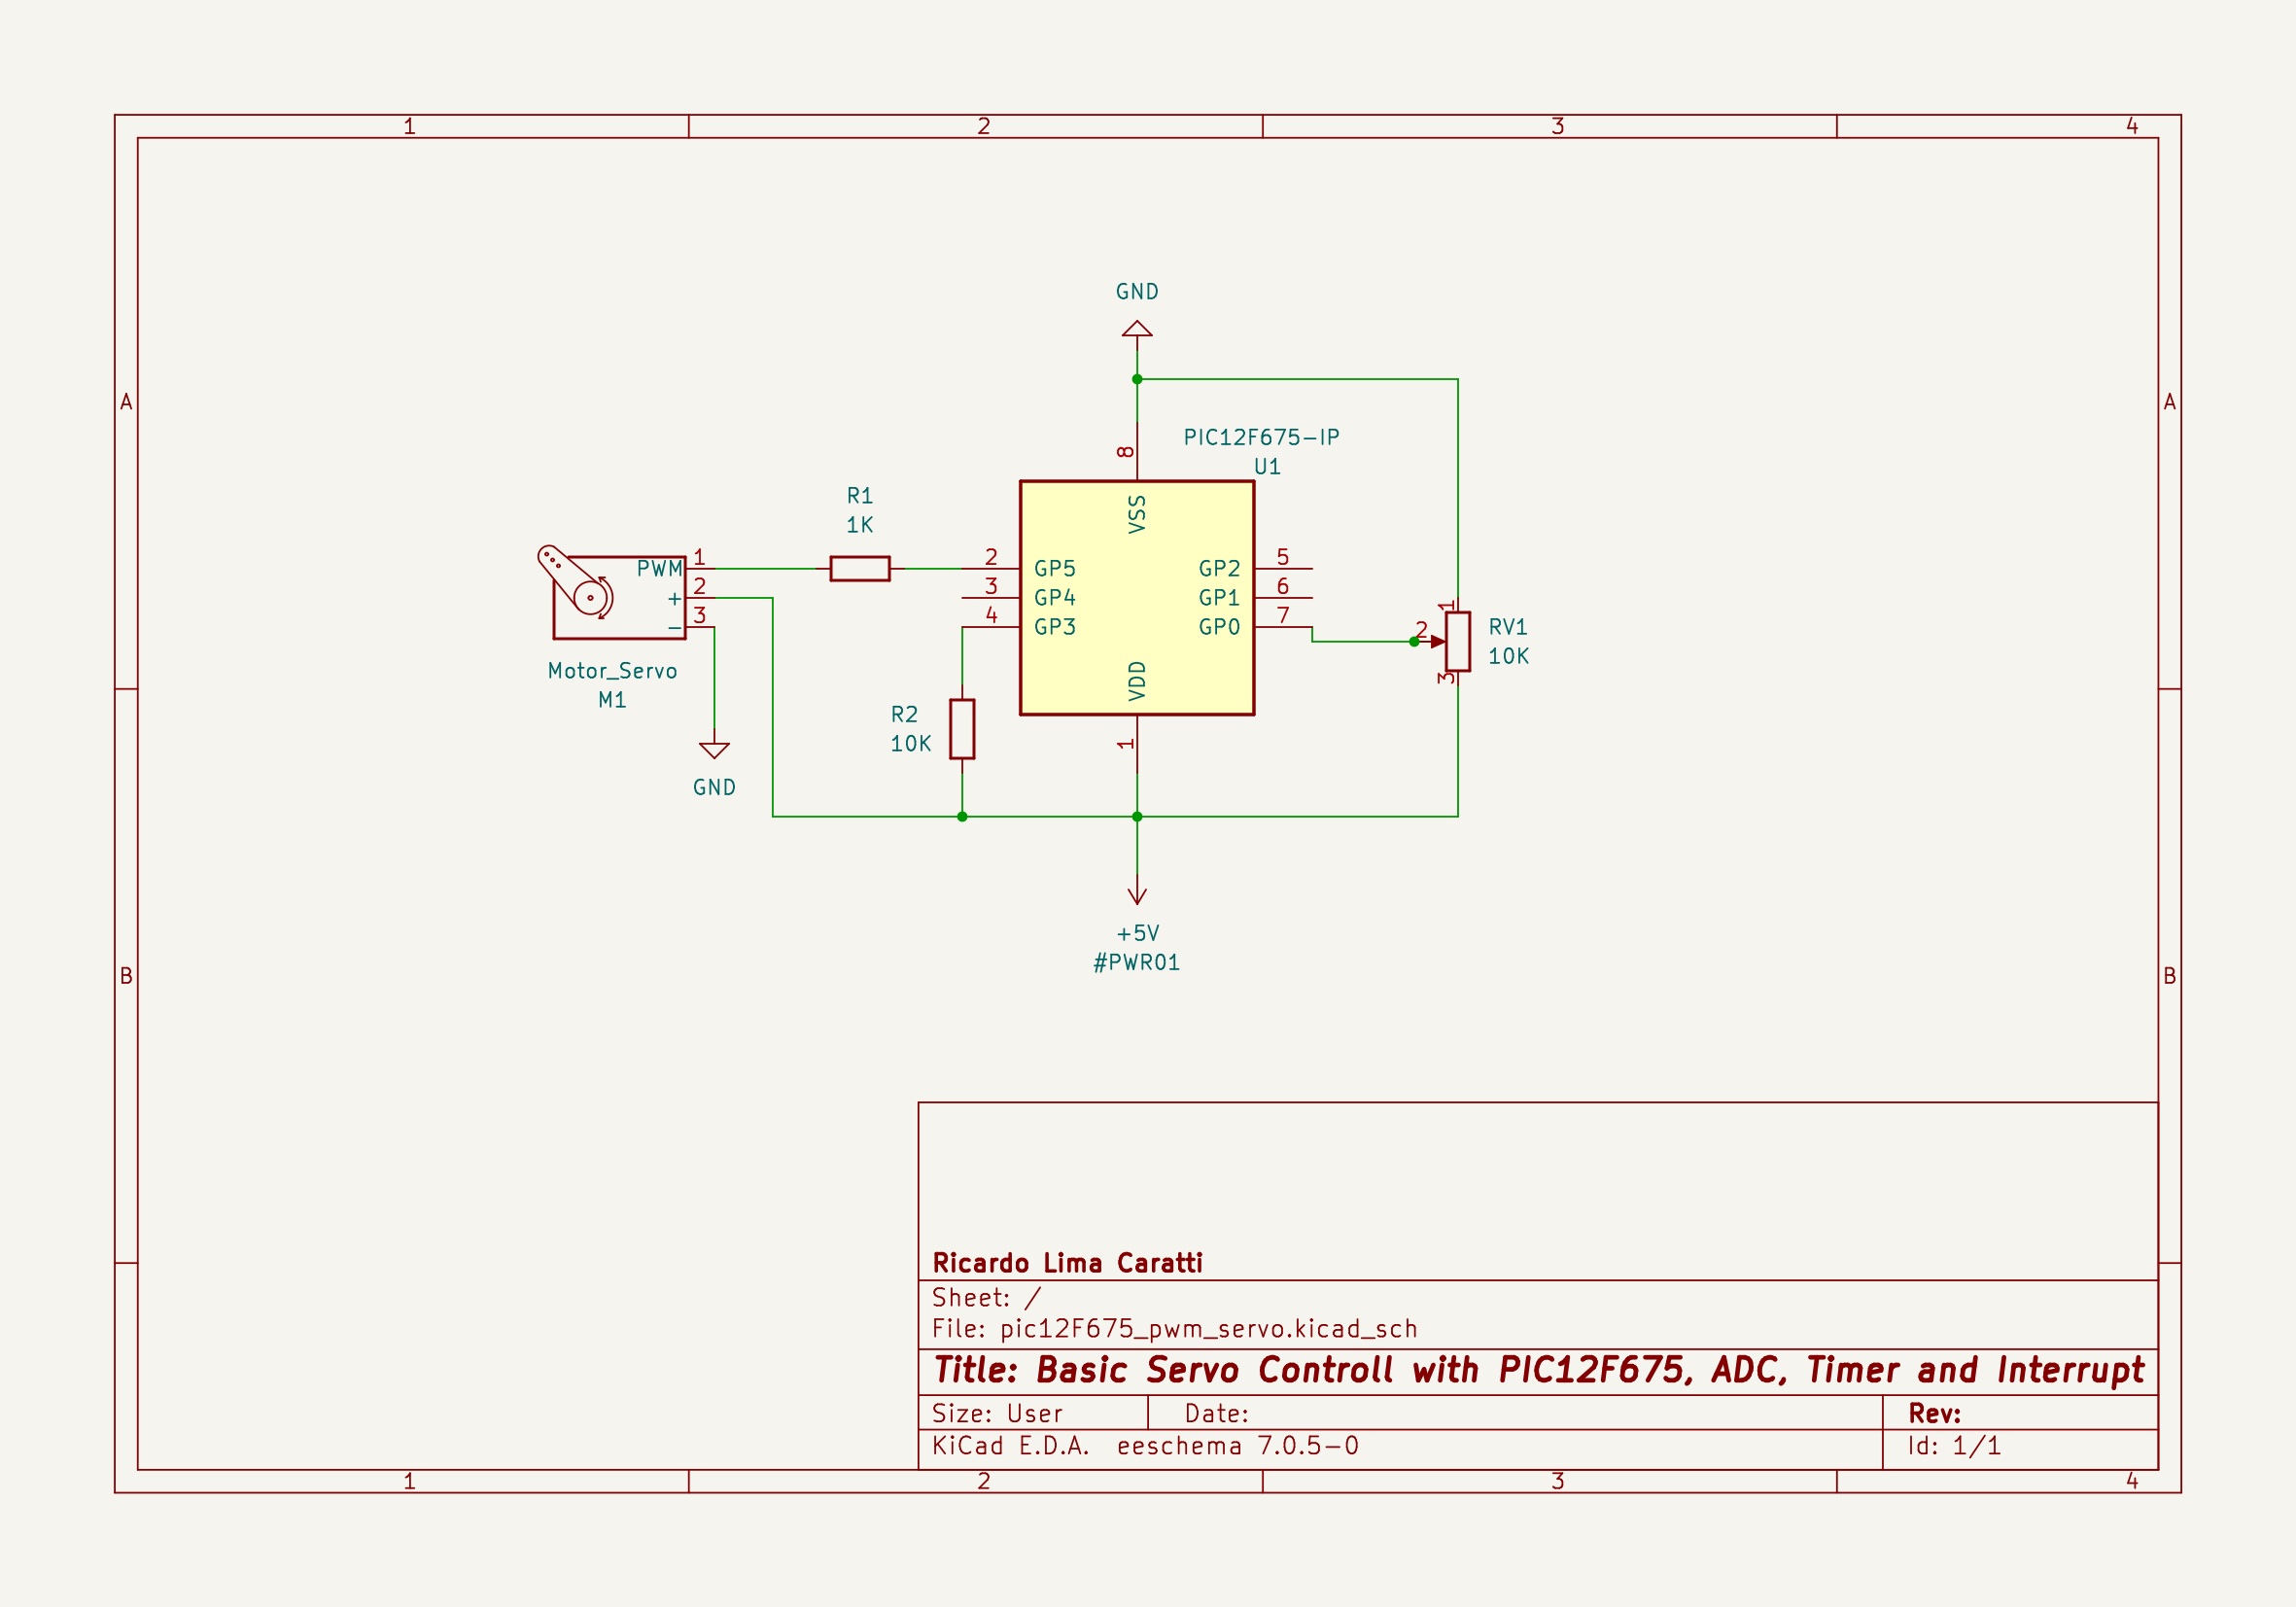 1 2 3 4
GND
A A
PIC12F675-IP
U1
8
R1
1K
VSS
PWM 1
2 GP5
GP2 5
+ 2
3 GP4
GP1 6
- 3
4 GP3
GP0 7
1
2
3
RV1
10K
Motor_Servo
M1
VDD
R2
10K
1
GND
+5V
#PWR01
B B
Ricardo Lima Caratti
Sheet: /
File: pic12F675_pwm_servo.kicad_sch
Title: Basic Servo Controll with PIC12F675, ADC, Timer and Interrupt
Size: User Date: Rev:
KiCad E.D.A. eeschema 7.0.5-0 Id: 1/1
1 2 3 4